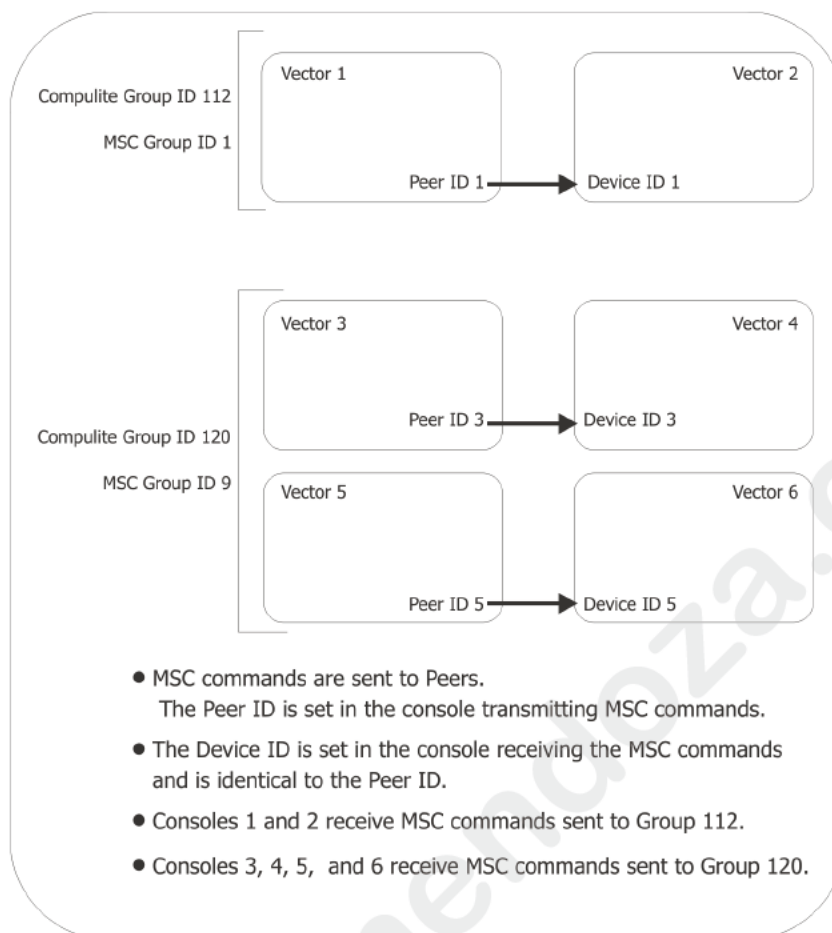 Compulite Group ID 112
MSC Group ID 1
Vector 1
Vector 2
Peer ID 1
Device ID 1
Compulite Group ID 120
MSC Group ID 9
Vector 3
Vector 4
Peer ID 3
Device ID 3
Vector 5
Vector 6
Peer ID 5
Device ID 5
● MSC commands are sent to Peers.
The Peer ID is set in the console transmitting MSC commands.
● The Device ID is set in the console receiving the MSC commands
and is identical to the Peer ID.
● Consoles 1 and 2 receive MSC commands sent to Group 112.
● Consoles 3, 4, 5, and 6 receive MSC commands sent to Group 120.